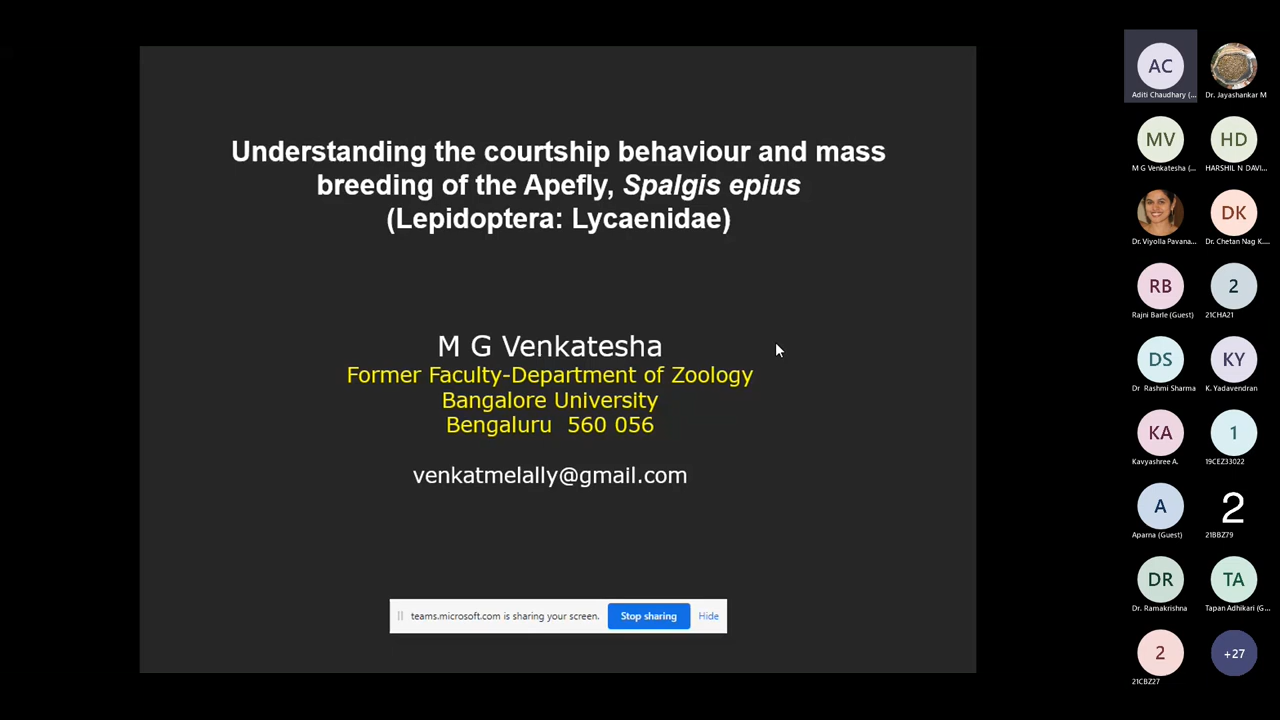 Understanding the courtship behaviour and mass
breeding of the Apefly, Spalgis epius
(Lepidoptera: Lycaenidae)
M G Venkatesha
Former Faculty-Department of Zoology
Bangalore University
Bengaluru 560 056
venkatmelally@gmail.com
teams.microsoft.com is sharing your screen.
Stop sharing
Hide
AC
Aditi Chaudhary (...
Dr. Jayashankar M
MV
M G Venkatesha (...
HD
HARSHIL N DAVI...
Dr. Viyolla Pavana...
DK
Dr. Chetan Nag K....
RB
Rajni Barle (Guest)
2
21CHA21
DS
Dr Rashmi Sharma
KY
K. Yadavendran
KA
Kavyashree A.
1
19CEZ33022
A
Aparna (Guest)
2
21BBZ79
DR
Dr. Ramakrishna
TA
Tapan Adhikari (G...
2
21CBZ27
+27